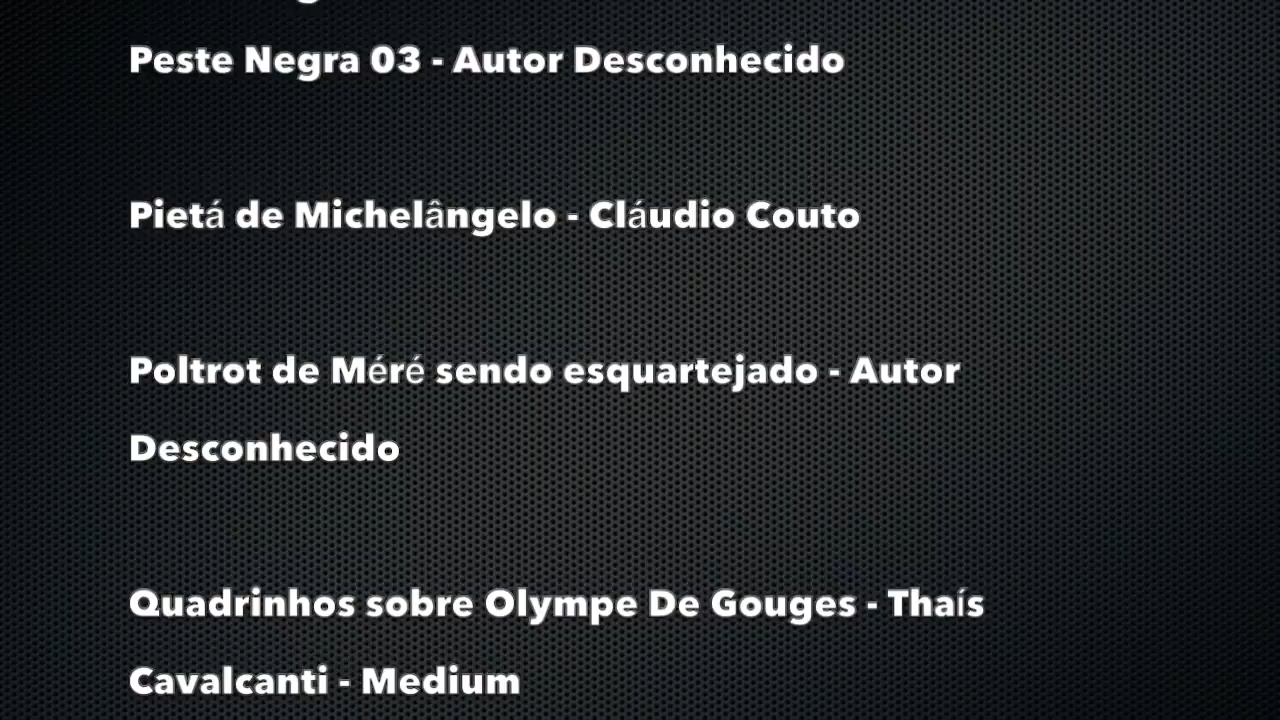 Peste Negra 03 - Autor Desconhecido
Pietá de Michelângelo - Cláudio Couto
Poltrot de Méré sendo esquartejado - Autor
Desconhecido
Quadrinhos sobre Olympe De Gouges - Thaís
Cavalcanti - Medium